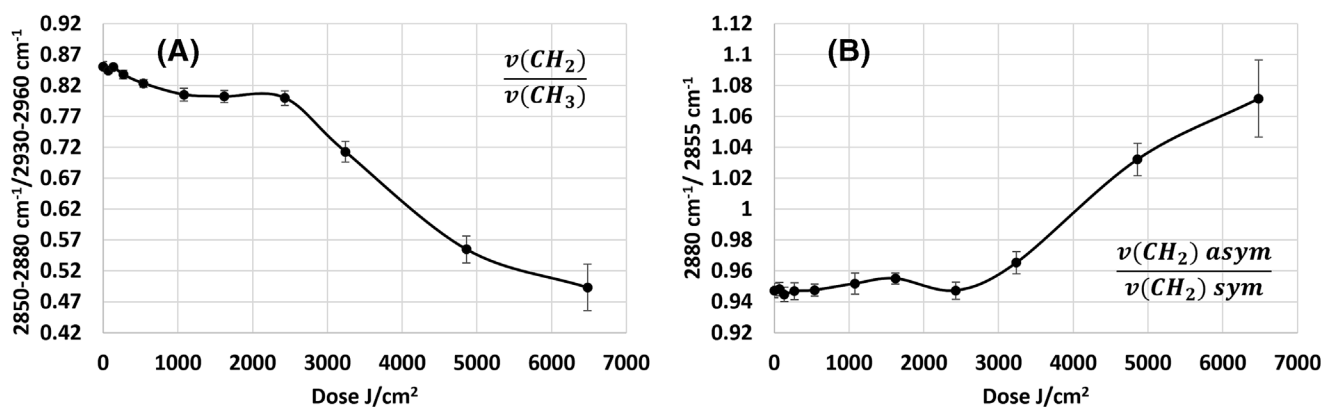 (A)
v(CH₂)
v(CH₃)
2850-2880 cm⁻¹/2930-2960 cm⁻¹
0.92
0.87
0.82
0.77
0.72
0.67
0.62
0.57
0.52
0.47
0.42
0 1000 2000 3000 4000 5000 6000 7000
Dose J/cm²
(B)
2880 cm⁻¹/ 2855 cm⁻¹
1.12
1.1
1.08
1.06
1.04
1.02
1
0.98
0.96
0.94
0.92
v(CH₂) asym
v(CH₂) sym
0 1000 2000 3000 4000 5000 6000 7000
Dose J/cm²